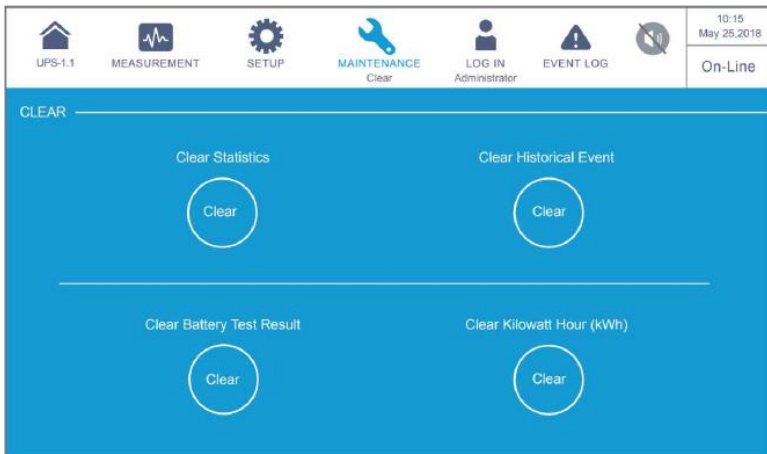 10:15
May 25,2018
UPS-1.1 MEASUREMENT SETUP MAINTENANCE LOG IN EVENT LOG
Clear Administrator
On-Line
CLEAR
Clear Statistics Clear Historical Event
Clear Clear
Clear Battery Test Result Clear Kilowatt Hour (kWh)
Clear Clear